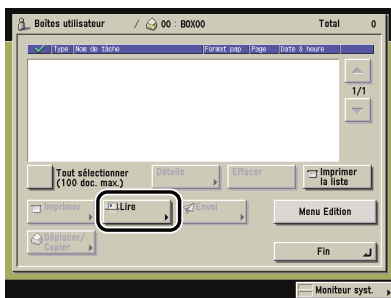 Boîtes utilisateur / 00 : BOX00 Total 0
Type Nom de tâche Format pap Page Date & heure
1/1
Tout sélectionner (100 doc. max.) Détails Effacer Imprimer la liste
Imprimer Lire Envoi Menu Edition
Déplacer/ Copier Fin
Moniteur syst.